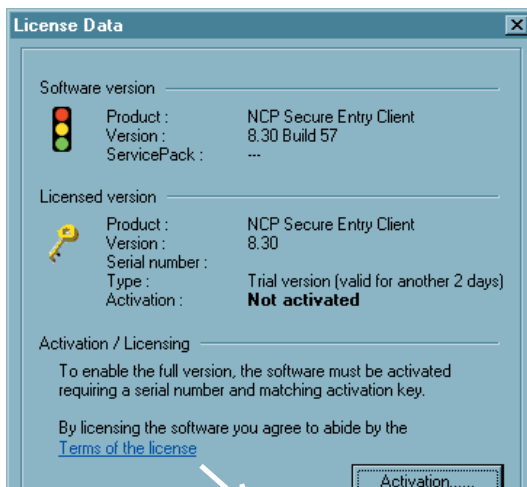 License Data
Software version
Product : NCP Secure Entry Client
Version : 8.30 Build 57
ServicePack : ---
Licensed version
Product : NCP Secure Entry Client
Version : 8.30
Serial number :
Type : Trial version (valid for another 2 days)
Activation : Not activated
Activation / Licensing
To enable the full version, the software must be activated
requiring a serial number and matching activation key.
By licensing the software you agree to abide by the
Terms of the license
Activation......